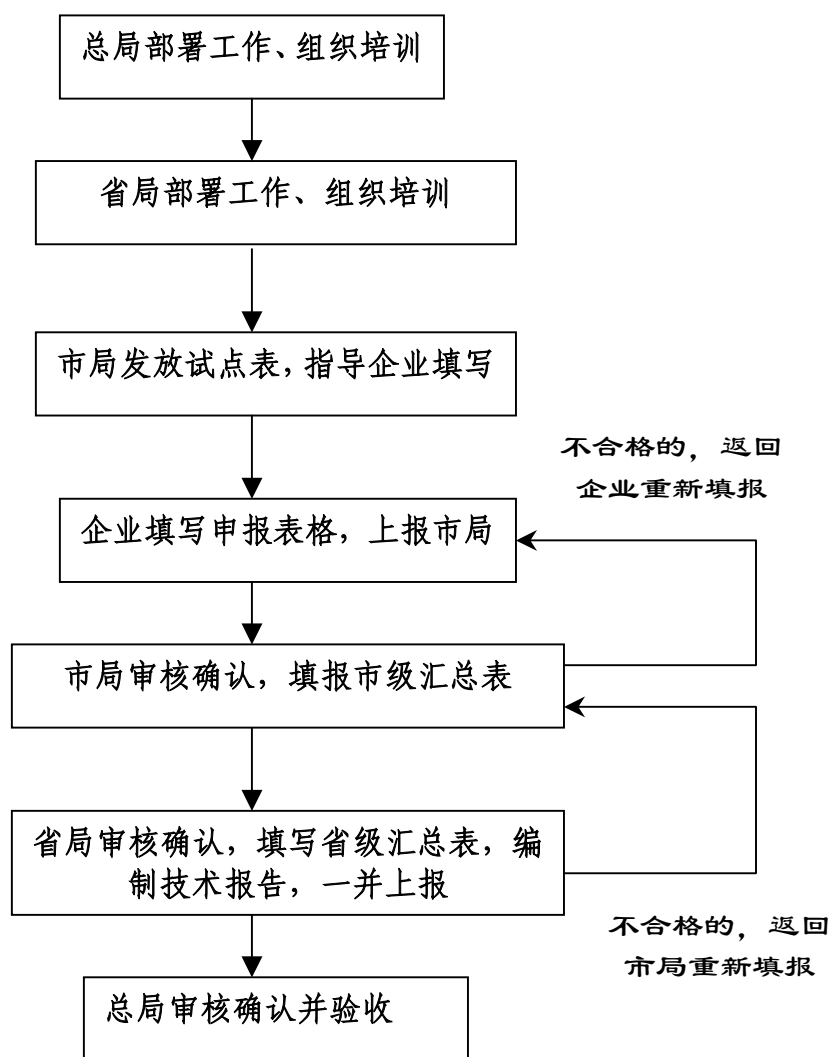 总局部署工作、组织培训
省局部署工作、组织培训
市局发放试点表，指导企业填写
不合格的，返回
企业重新填报
企业填写申报表格，上报市局
市局审核确认，填报市级汇总表
省局审核确认，填写省级汇总表，编
制技术报告，一并上报
不合格的，返回
市局重新填报
总局审核确认并验收